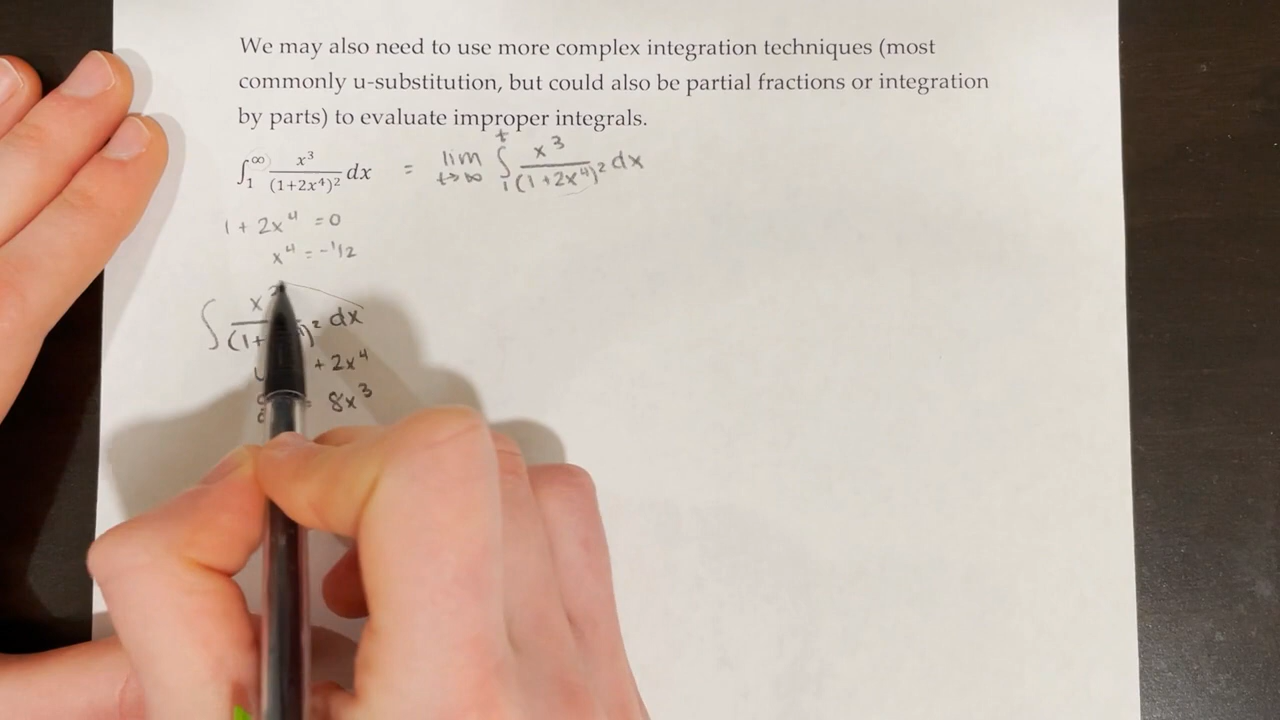 We may also need to use more complex integration techniques (most
commonly u-substitution, but could also be partial fractions or integration
by parts) to evaluate improper integrals.
∫₁^∞ x³/(1+2x⁴)² dx = lim t→∞ ∫₁^t x³/(1+2x⁴)² dx
1 + 2x⁴ = 0
x⁴ = -1/2
∫ x /(1+ )² dx
+ 2x⁴
= 8x³